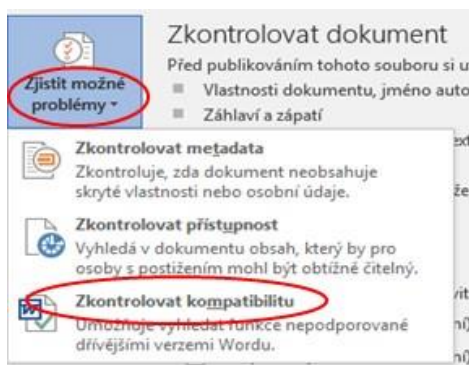 Zkontrolovat dokument
Před publikováním tohoto souboru si u
Zjistit možné
problémy
Vlastnosti dokumentu, jméno auto
Záhlaví a zápatí
Zkontrolovat metadata
Zkontroluje, zda dokument neobsahuje
skryté vlastnosti nebo osobní údaje.
Zkontrolovat přístupnost
Vyhledá v dokumentu obsah, který by pro
osoby s postižením mohl být obtížné čitelný.
Zkontrolovat kompatibilitu
Umožňuje vyhledat funkce nepodporované
dřívějšími verzemi Wordu.